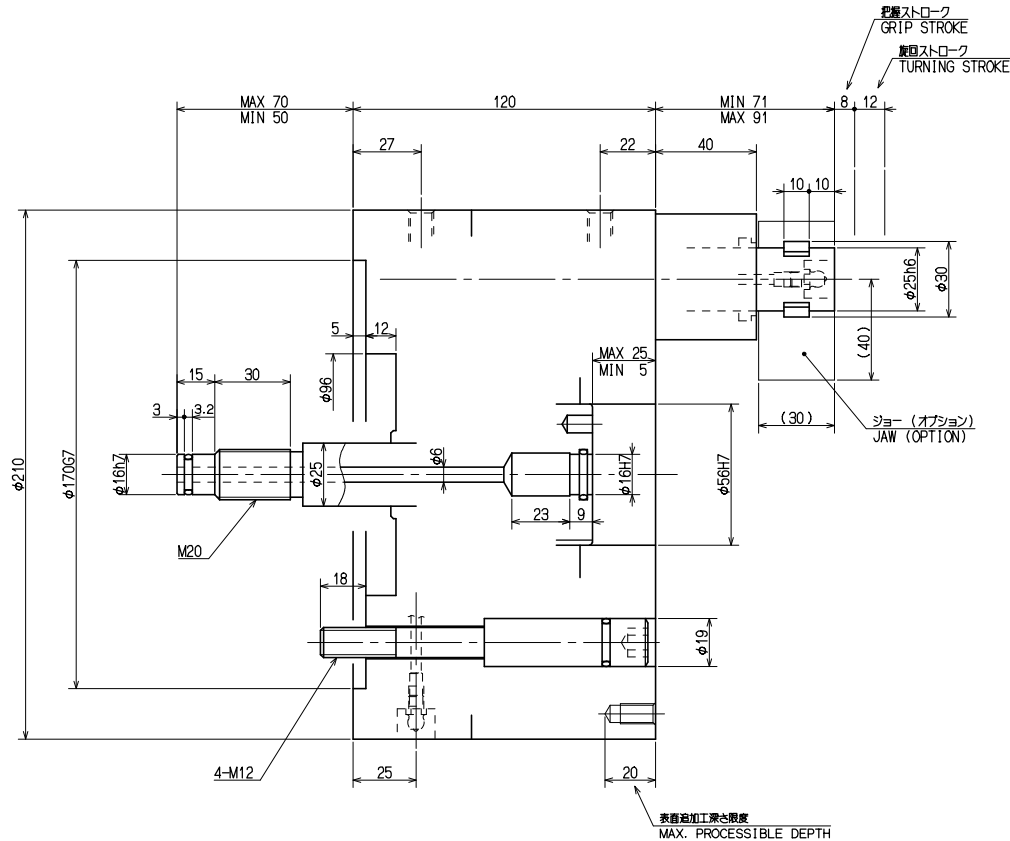 把握ストローク
GRIP STROKE
旋回ストローク
TURNING STROKE
MAX 70
MIN 50
120
MIN 71
MAX 91
8
12
27
22
40
10
10
φ25h6
φ30
(40)
5
12
MAX 25
MIN 5
15
30
φ96
3
3.2
(30)
ジョー (オプション)
JAW (OPTION)
φ210
φ170G7
φ16h7
φ25
φ6
φ16H7
φ56H7
23
9
M20
18
φ19
4-M12
25
20
表面追加工深さ限度
MAX. PROCESSIBLE DEPTH